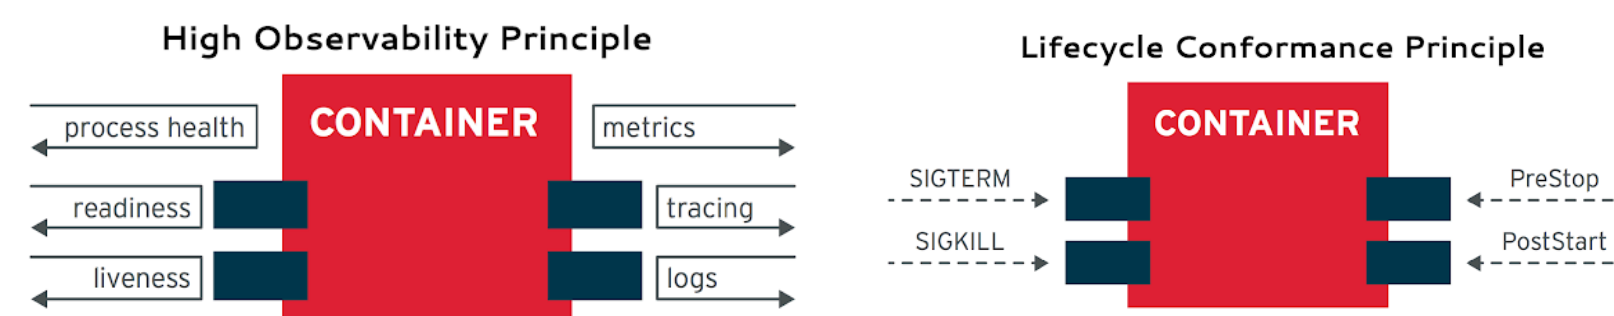 High Observability Principle
CONTAINER
process health
readiness
liveness
metrics
tracing
logs
Lifecycle Conformance Principle
CONTAINER
SIGTERM
SIGKILL
PreStop
PostStart